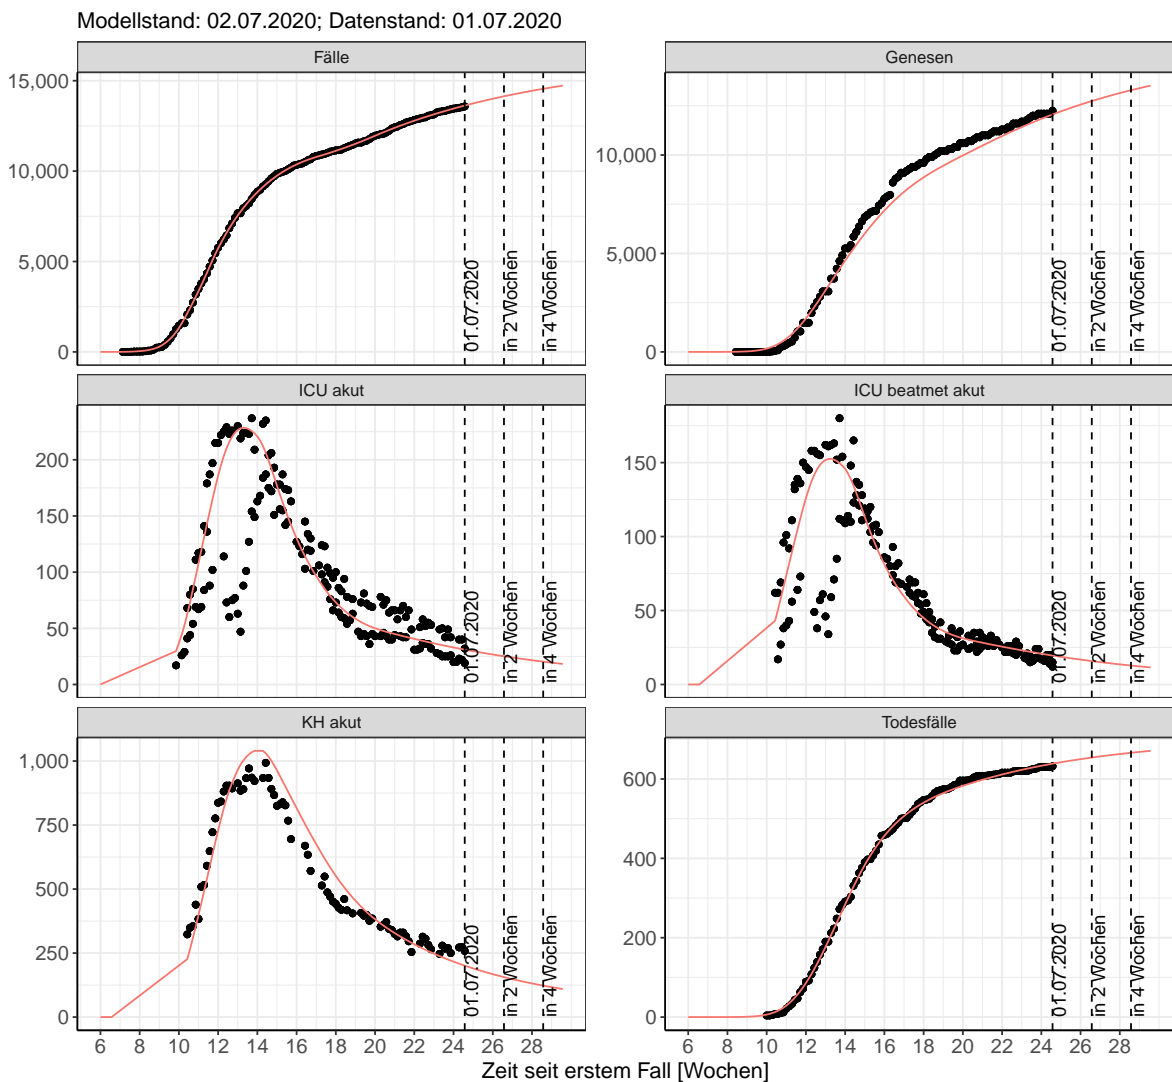 Modellstand: 02.07.2020; Datenstand: 01.07.2020
Fälle
Genesen
15,000
10,000
5,000
0
01.07.2020
in 2 Wochen
in 4 Wochen
10,000
5,000
0
01.07.2020
in 2 Wochen
in 4 Wochen
ICU akut
ICU beatmet akut
200
150
100
50
0
01.07.2020
in 2 Wochen
in 4 Wochen
150
100
50
0
01.07.2020
in 2 Wochen
in 4 Wochen
KH akut
Todesfälle
1,000
750
500
250
0
01.07.2020
in 2 Wochen
in 4 Wochen
600
400
200
0
01.07.2020
in 2 Wochen
in 4 Wochen
6 8 10 12 14 16 18 20 22 24 26 28
6 8 10 12 14 16 18 20 22 24 26 28
Zeit seit erstem Fall [Wochen]